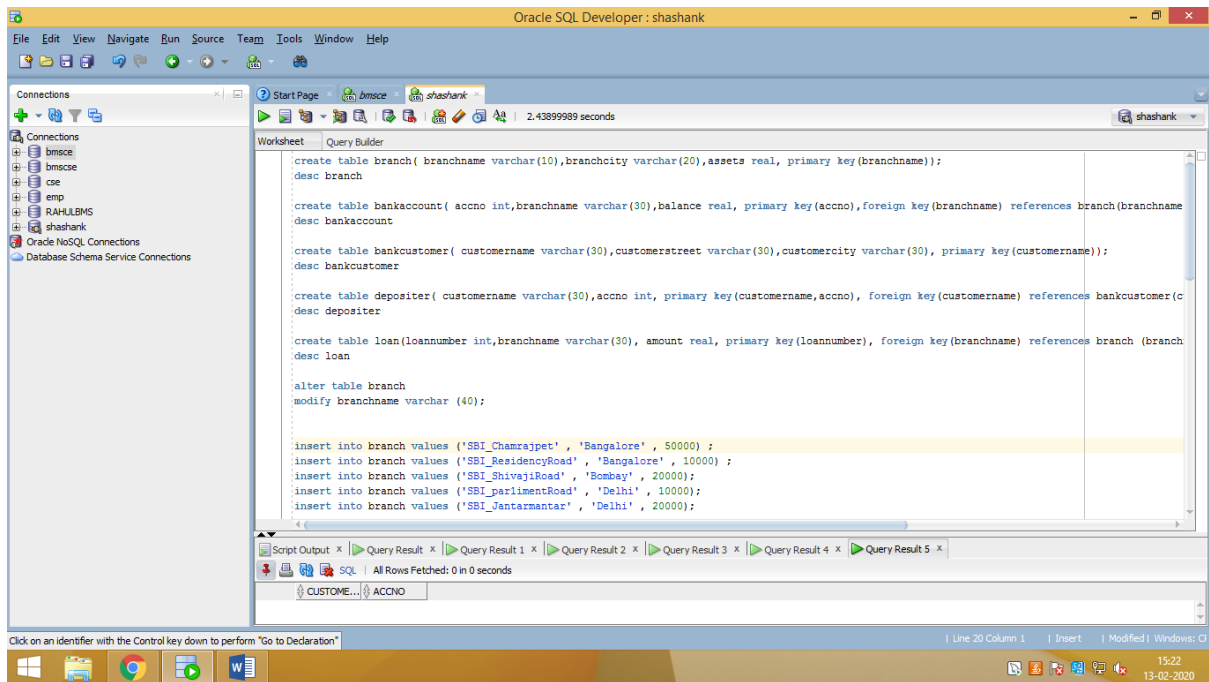 Oracle SQL Developer : shashank
File Edit View Navigate Run Source Team Tools Window Help
Connections
Start Page bmsce shashank
2.43899989 seconds
shashank
Worksheet Query Builder
Connections
bmsce
bmscse
cse
emp
RAHULBMS
shashank
Oracle NoSQL Connections
Database Schema Service Connections
create table branch( branchname varchar(10),branchcity varchar(20),assets real, primary key(branchname));
desc branch
create table bankaccount( accno int,branchname varchar(30),balance real, primary key(accno),foreign key(branchname) references branch(branchname
desc bankaccount
create table bankcustomer( customername varchar(30),customerstreet varchar(30),customercity varchar(30), primary key(customername));
desc bankcustomer
create table depositer( customername varchar(30),accno int, primary key(customername,accno), foreign key(customername) references bankcustomer(c
desc depositer
create table loan(loannumber int,branchname varchar(30), amount real, primary key(loannumber), foreign key(branchname) references branch (branch
desc loan
alter table branch
modify branchname varchar (40);
insert into branch values ('SBI_Chamrajpet' , 'Bangalore' , 50000) ;
insert into branch values ('SBI_ResidencyRoad' , 'Bangalore' , 10000) ;
insert into branch values ('SBI_ShivajiRoad' , 'Bombay' , 20000);
insert into branch values ('SBI_par1imentRoad' , 'Delhi' , 10000);
insert into branch values ('SBI_Jantarmantar' , 'Delhi' , 20000);
Script Output x Query Result x Query Result 1 x Query Result 2 x Query Result 3 x Query Result 4 x Query Result 5 x
SQL | All Rows Fetched: 0 in 0 seconds
CUSTOME... ACCNO
Click on an identifier with the Control key down to perform "Go to Declaration"
| Line 20 Column 1 | Insert | Modified | Windows: CF
15:22
13-02-2020